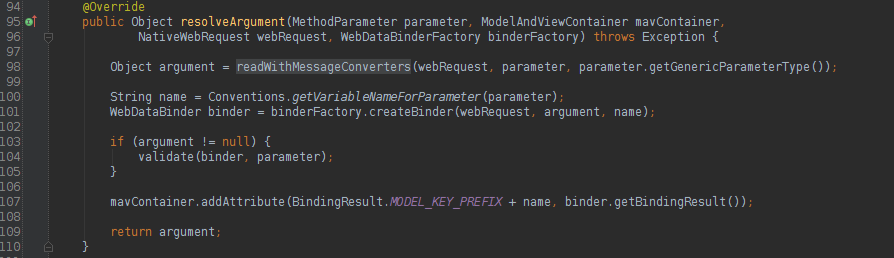 94 @Override
95 public Object resolveArgument(MethodParameter parameter, ModelAndViewContainer mavContainer,
96 NativeWebRequest webRequest, WebDataBinderFactory binderFactory) throws Exception {
97
98 Object argument = readWithMessageConverters(webRequest, parameter, parameter.getGenericParameterType());
99
100 String name = Conventions.getVariableNameForParameter(parameter);
101 WebDataBinder binder = binderFactory.createBinder(webRequest, argument, name);
102
103 if (argument != null) {
104 validate(binder, parameter);
105 }
106
107 mavContainer.addAttribute(BindingResult.MODEL_KEY_PREFIX + name, binder.getBindingResult());
108
109 return argument;
110 }